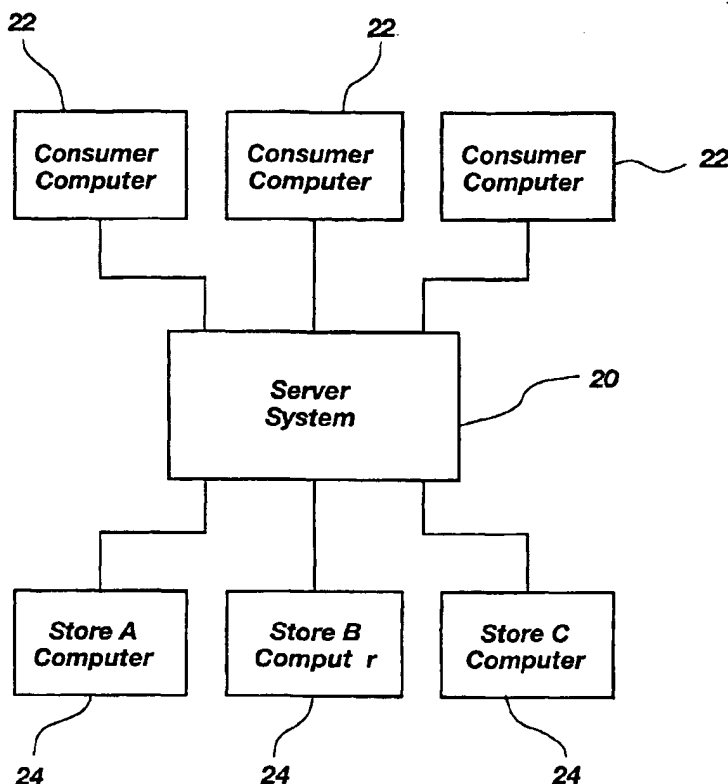 22
22
Consumer
Computer
Consumer
Computer
Consumer
Computer
22
Server
System
20
Store A
Computer
Store B
Comput r
Store C
Computer
24
24
24